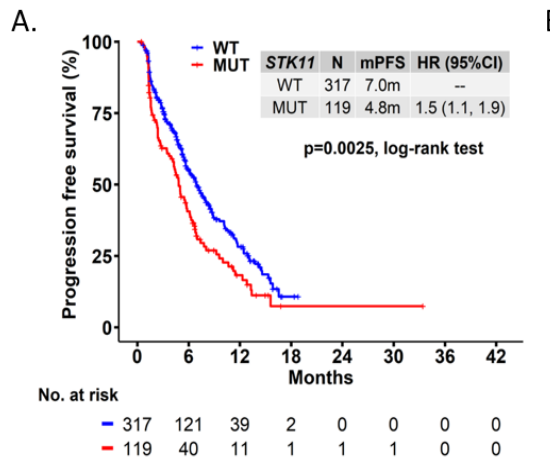 A.
E
WT
MUT
STK11 N mPFS HR (95%CI)
WT 317 7.0m --
MUT 119 4.8m 1.5 (1.1, 1.9)
p=0.0025, log-rank test
Progression free survival (%)
100
75
50
25
0
0 6 12 18 24 30 36 42
Months
No. at risk
317 121 39 2 0 0 0 0
119 40 11 1 1 1 0 0